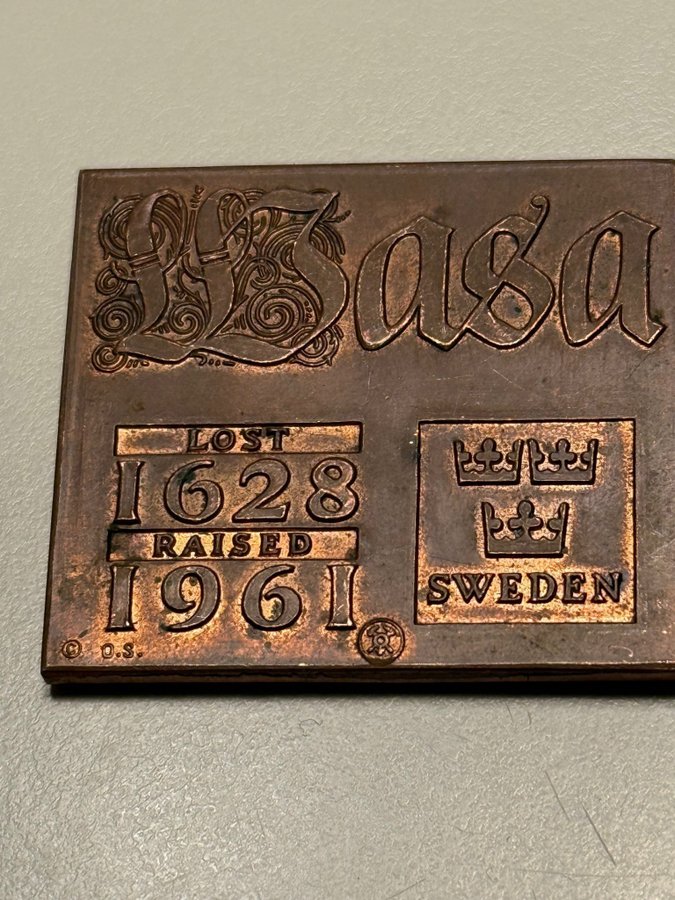 Wasa
LOST
1628
RAISED
1961
SWEDEN
© O.S.